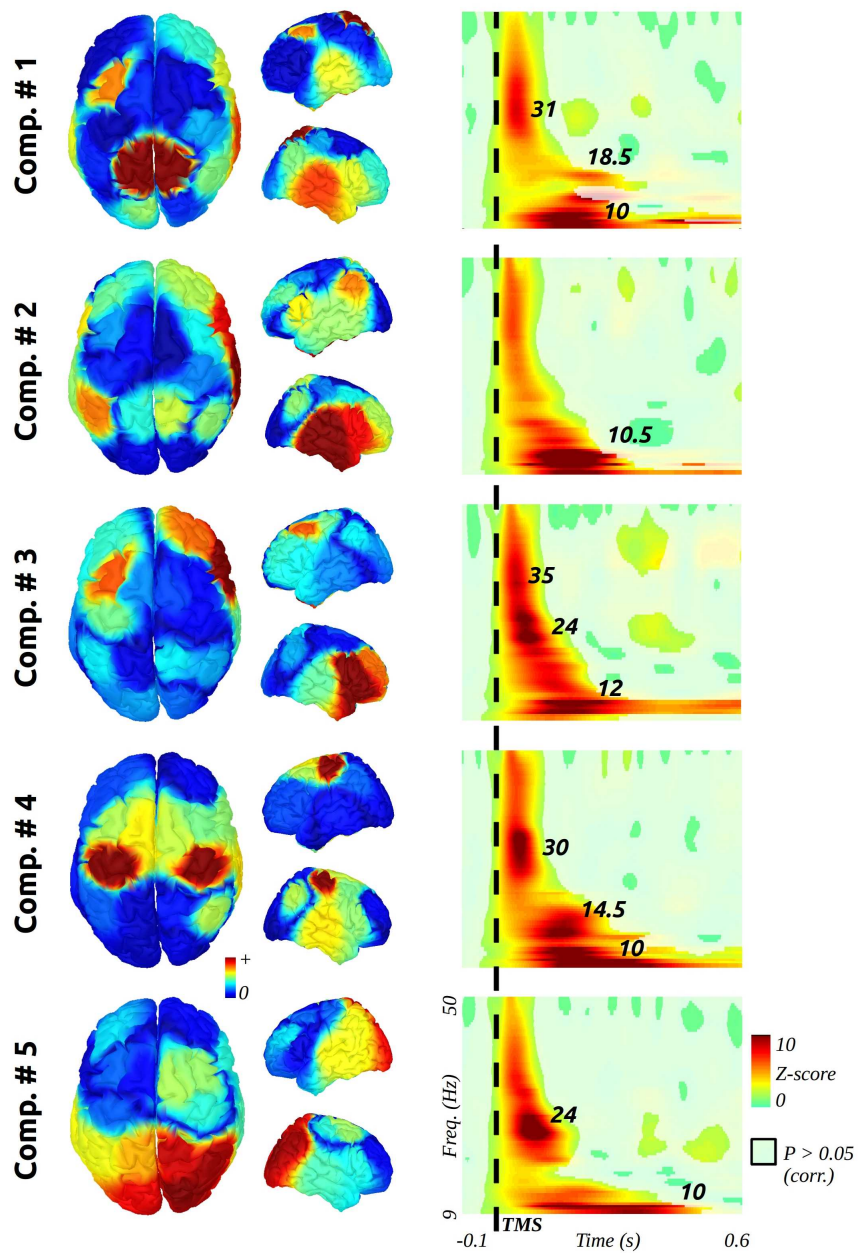 Comp. # 1
31
18.5
10
Comp. # 2
10.5
Comp. # 3
35
24
12
Comp. # 4
30
14.5
10
+
0
Comp. # 5
50
Freq. (Hz)
9
24
10
10
Z-score
0
P > 0.05
(corr.)
TMS
-0.1
Time (s)
0.6